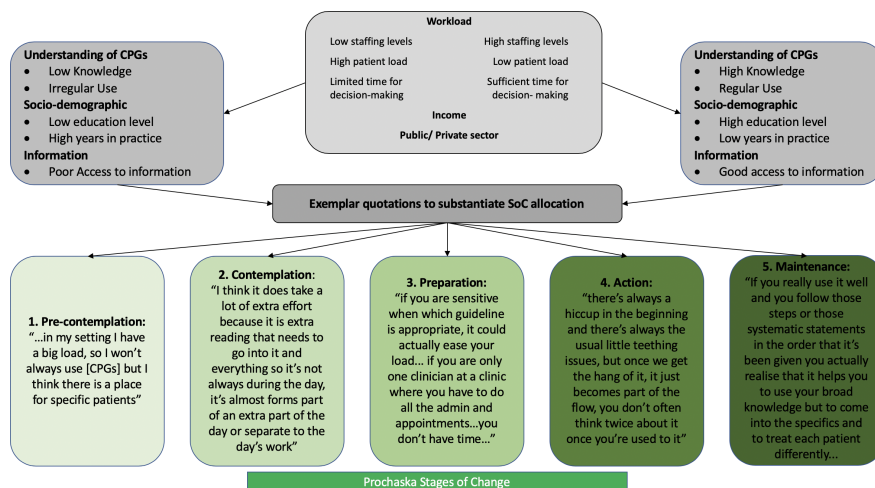 Workload
Low staffing levels
High staffing levels
High patient load
Low patient load
Limited time for
decision-making
Sufficient time for
decision- making
Income
Public/ Private sector
Understanding of CPGs
• Low Knowledge
• Irregular Use
Socio-demographic
• Low education level
• High years in practice
Information
• Poor Access to information
Understanding of CPGs
• High Knowledge
• Regular Use
Socio-demographic
• High education level
• Low years in practice
Information
• Good access to information
Exemplar quotations to substantiate SoC allocation
1. Pre-contemplation:
“...in my setting I have
a big load, so I won’t
always use [CPGs] but I
think there is a place
for specific patients”
2. Contemplation:
“I think it does take a
lot of extra effort
because it is extra
reading that needs to
go into it and
everything so it’s not
always during the day,
it’s almost forms part
of an extra part of the
day or separate to the
day’s work”
3. Preparation:
“if you are sensitive
when which guideline
is appropriate, it could
actually ease your
load... if you are only
one clinician at a clinic
where you have to do
all the admin and
appointments...you
don’t have time...”
4. Action:
“there’s always a
hiccup in the beginning
and there’s always the
usual little teething
issues, but once we get
the hang of it, it just
becomes part of the
flow, you don’t often
think twice about it
once you’re used to it”
5. Maintenance:
“If you really use it well
and you follow those
steps or those
systematic statements
in the order that it’s
been given you actually
realise that it helps you
to use your broad
knowledge but to come
into the specifics and
to treat each patient
differently...
Prochaska Stages of Change